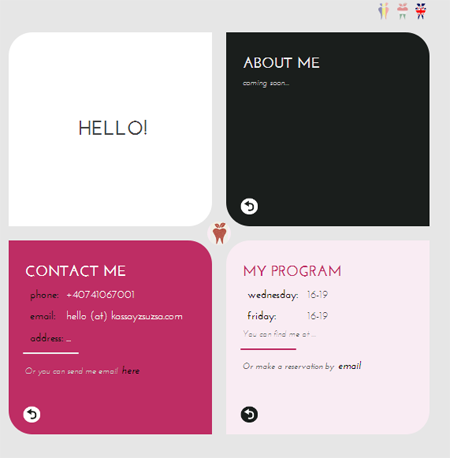 HELLO!
ABOUT ME
coming soon...
CONTACT ME
phone: +40741067001
email: hello (at) kassayzsuzsa.com
address: ...
Or you can send me email here
MY PROGRAM
wednesday: 16-19
friday: 16-19
You can find me at ...
Or make a reservation by email